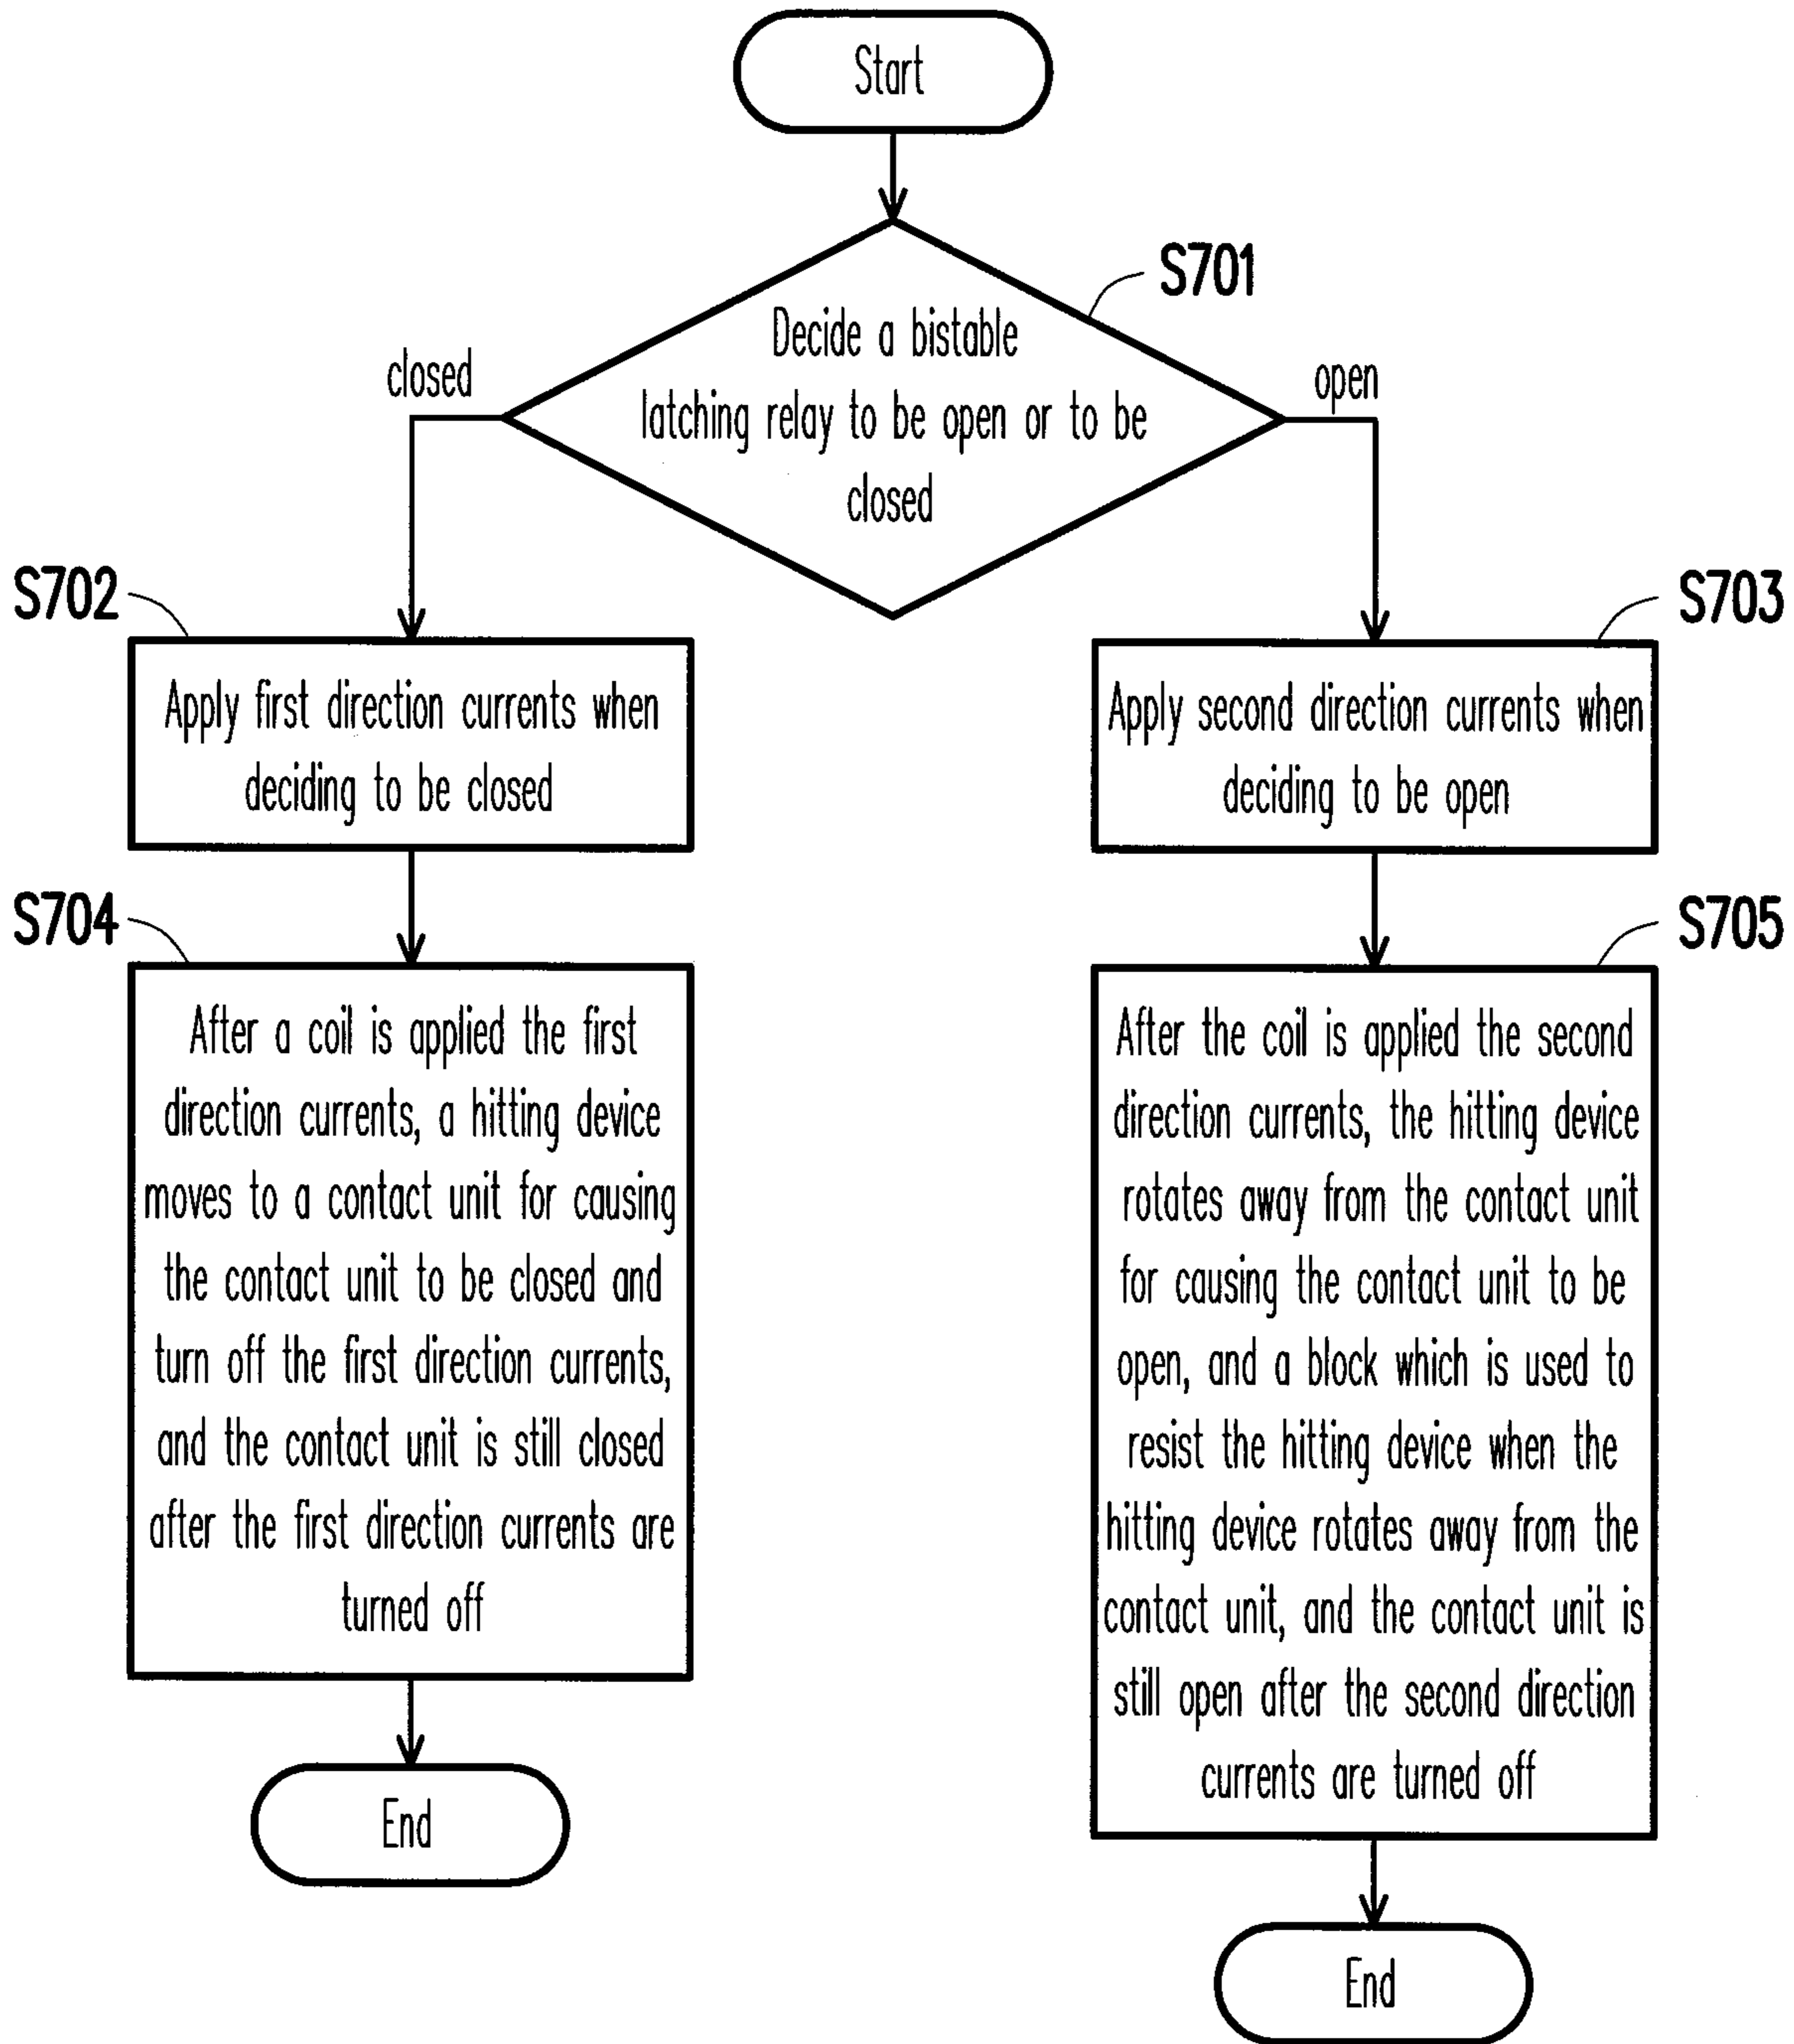 Start
S701
Decide a bistable
latching relay to be open or to be
closed
closed
open
S702
Apply first direction currents when
deciding to be closed
S703
Apply second direction currents when
deciding to be open
S704
After a coil is applied the first
direction currents, a hitting device
moves to a contact unit for causing
the contact unit to be closed and
turn off the first direction currents,
and the contact unit is still closed
after the first direction currents are
turned off
S705
After the coil is applied the second
direction currents, the hitting device
rotates away from the contact unit
for causing the contact unit to be
open, and a block which is used to
resist the hitting device when the
hitting device rotates away from the
contact unit, and the contact unit is
still open after the second direction
currents are turned off
End
End